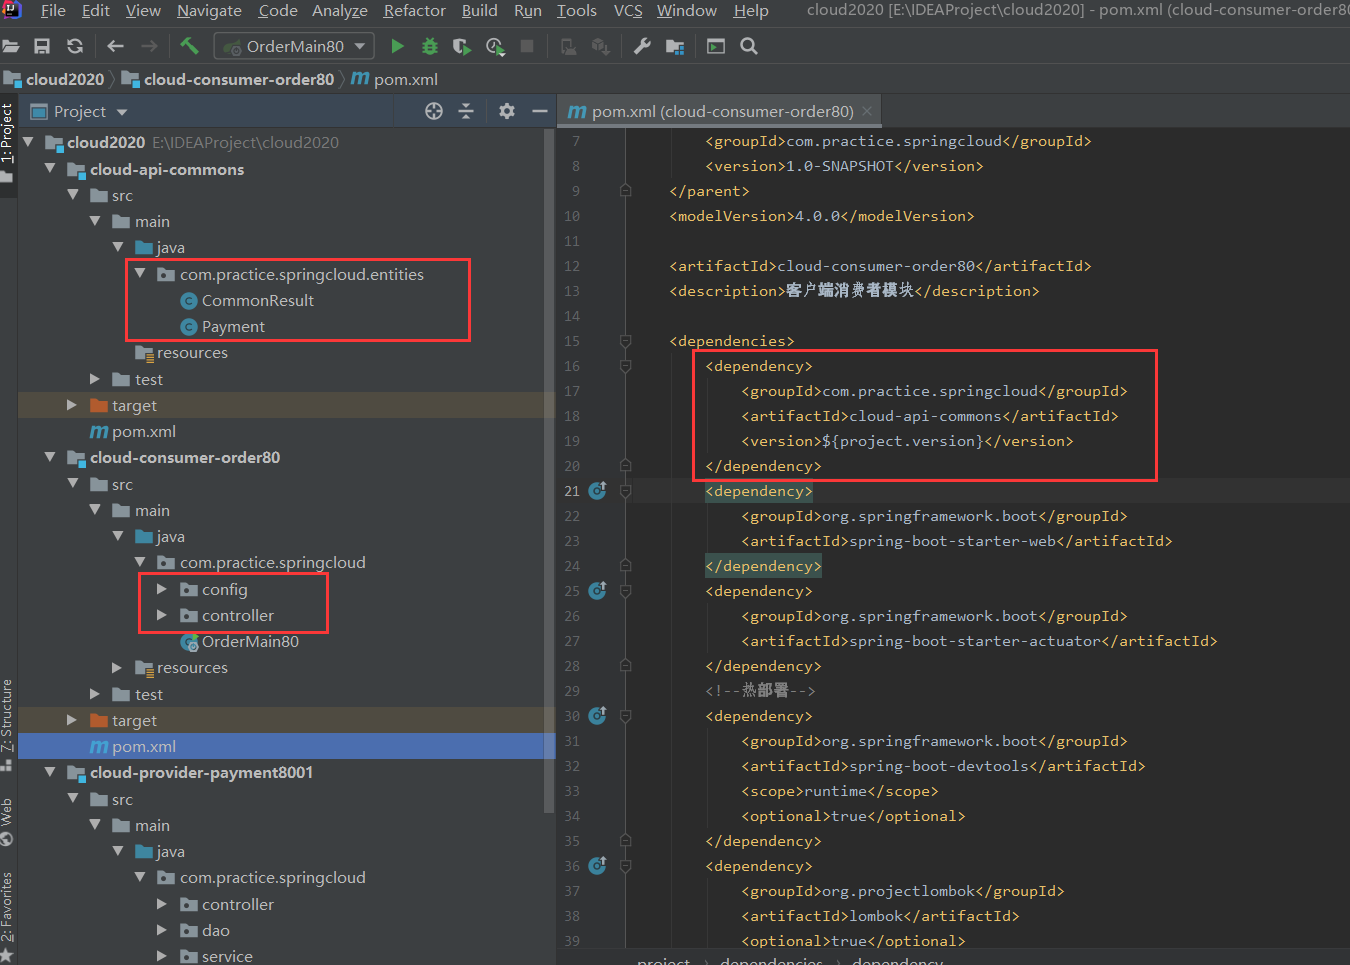 File Edit View Navigate Code Analyze Refactor Build Run Tools VCS Window Help cloud2020 [E:\IDEAProject\cloud2020] - pom.xml (cloud-consumer-order80
OrderMain80
cloud2020 cloud-consumer-order80 pom.xml
1: Project
Project
cloud2020 E:\IDEAProject\cloud2020
cloud-api-commons
src
main
java
com.practice.springcloud.entities
CommonResult
Payment
resources
test
target
pom.xml
cloud-consumer-order80
src
main
java
com.practice.springcloud
config
controller
OrderMain80
resources
test
target
pom.xml
cloud-provider-payment8001
src
main
java
com.practice.springcloud
controller
dao
service
7: Structure
Web
2: Favorites
pom.xml (cloud-consumer-order80)
7 <groupId>com.practice.springcloud</groupId>
8 <version>1.0-SNAPSHOT</version>
9 </parent>
10 <modelVersion>4.0.0</modelVersion>
11
12 <artifactId>cloud-consumer-order80</artifactId>
13 <description>客户端消费者模块</description>
14
15 <dependencies>
16 <dependency>
17 <groupId>com.practice.springcloud</groupId>
18 <artifactId>cloud-api-commons</artifactId>
19 <version>${project.version}</version>
20 </dependency>
21 <dependency>
22 <groupId>org.springframework.boot</groupId>
23 <artifactId>spring-boot-starter-web</artifactId>
24 </dependency>
25 <dependency>
26 <groupId>org.springframework.boot</groupId>
27 <artifactId>spring-boot-starter-actuator</artifactId>
28 </dependency>
29 <!--热部署-->
30 <dependency>
31 <groupId>org.springframework.boot</groupId>
32 <artifactId>spring-boot-devtools</artifactId>
33 <scope>runtime</scope>
34 <optional>true</optional>
35 </dependency>
36 <dependency>
37 <groupId>org.projectlombok</groupId>
38 <artifactId>lombok</artifactId>
39 <optional>true</optional>
project › dependencies › dependency